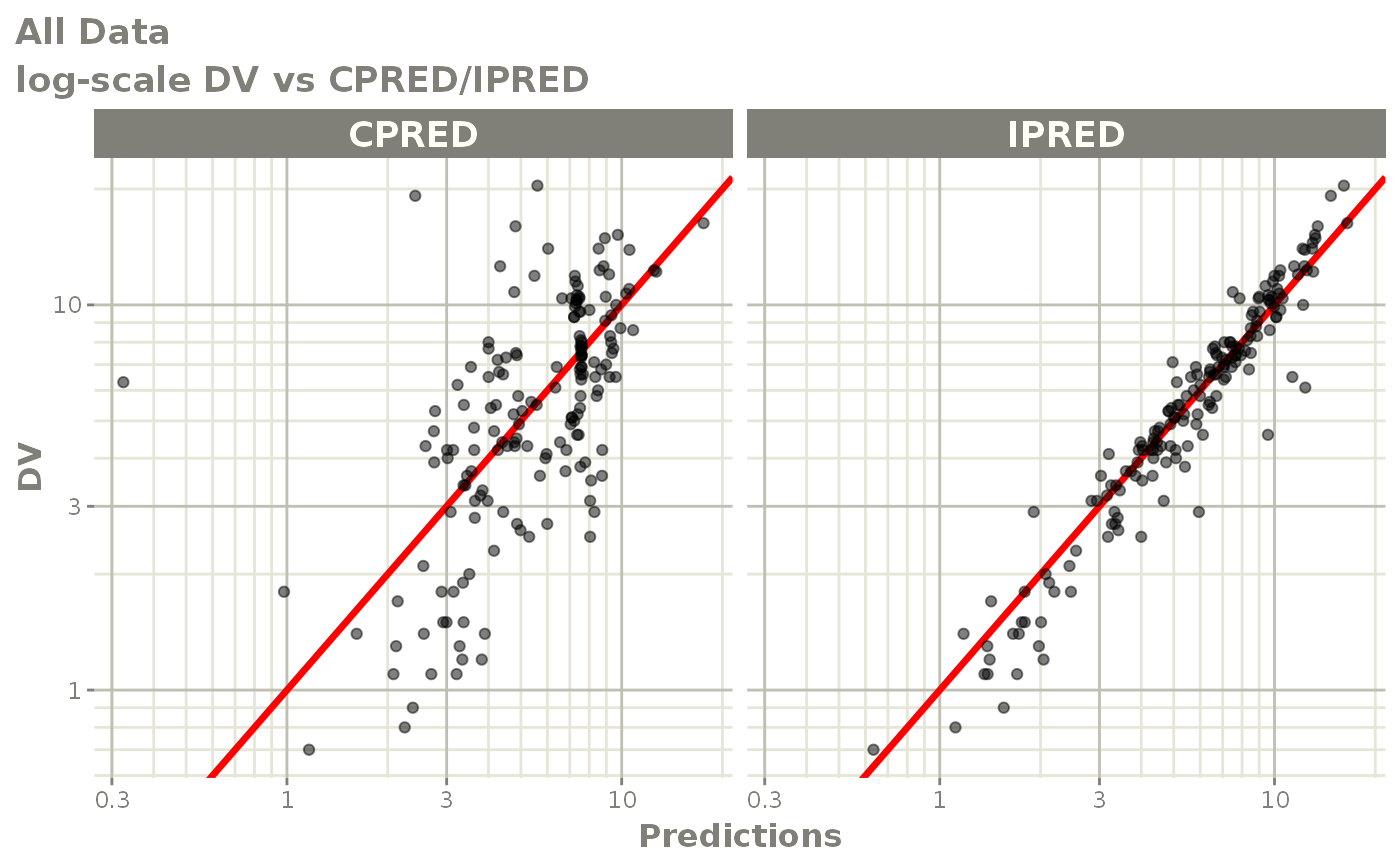 All Data
log-scale DV vs CPRED/IPRED
CPRED IPRED
DV
10
3
1
0.3 1 3 10 0.3 1 3 10
Predictions